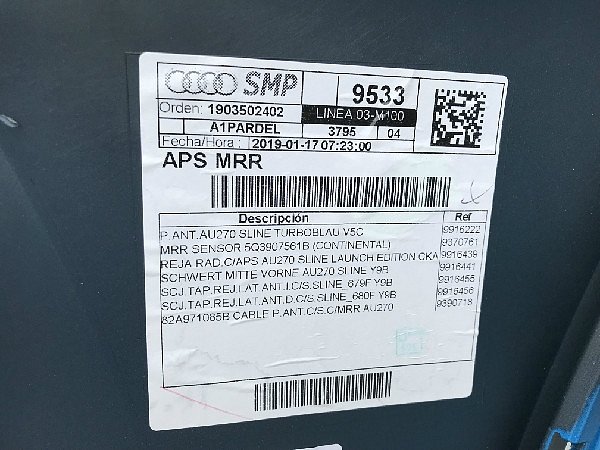 SMP 9533
Orden: 1903502402 LINEA 03-M100
A1PARDEL 3795 04
Fecha/Hora : 2019-01-17 07:23:00
APS MRR
Descripción Ref
P.ANT.AU270 SLINE TURBOBLAU V5C 9916222
MRR SENSOR 5Q3907561B (CONTINENTAL) 9370761
REJA RAD.C/APS AU270 SLINE LAUNCH EDITION CKA 9916439
SCHWERT MITTE VORNE AU270 SLINE Y9B 9916441
SCJ.TAP.REJ.LAT.ANT.I.C/S.SLINE_679F Y9B 9916455
SCJ.TAP.REJ.LAT.ANT.D.C/S SLINE_680F Y9B 9916456
82A971085B CABLE P.ANT.C/S.C/MRR AU270 9390718